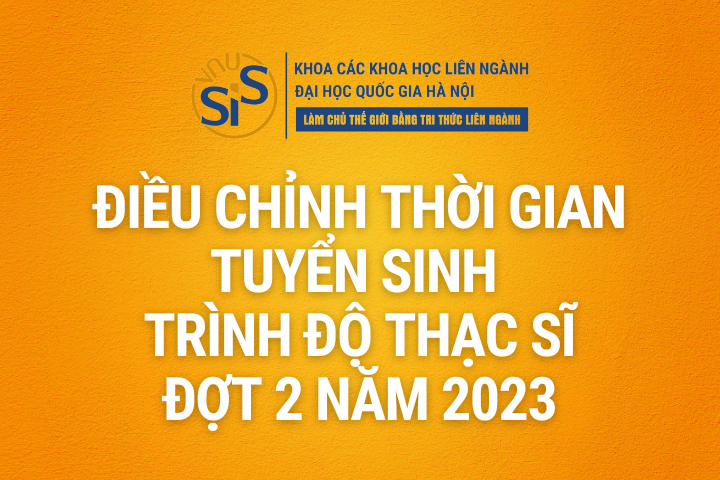 VNU
SIS
KHOA CÁC KHOA HỌC LIÊN NGÀNH
ĐẠI HỌC QUỐC GIA HÀ NỘI
LÀM CHỦ THẾ GIỚI BẰNG TRI THỨC LIÊN NGÀNH
ĐIỀU CHỈNH THỜI GIAN
TUYỂN SINH
TRÌNH ĐỘ THẠC SĨ
ĐỢT 2 NĂM 2023